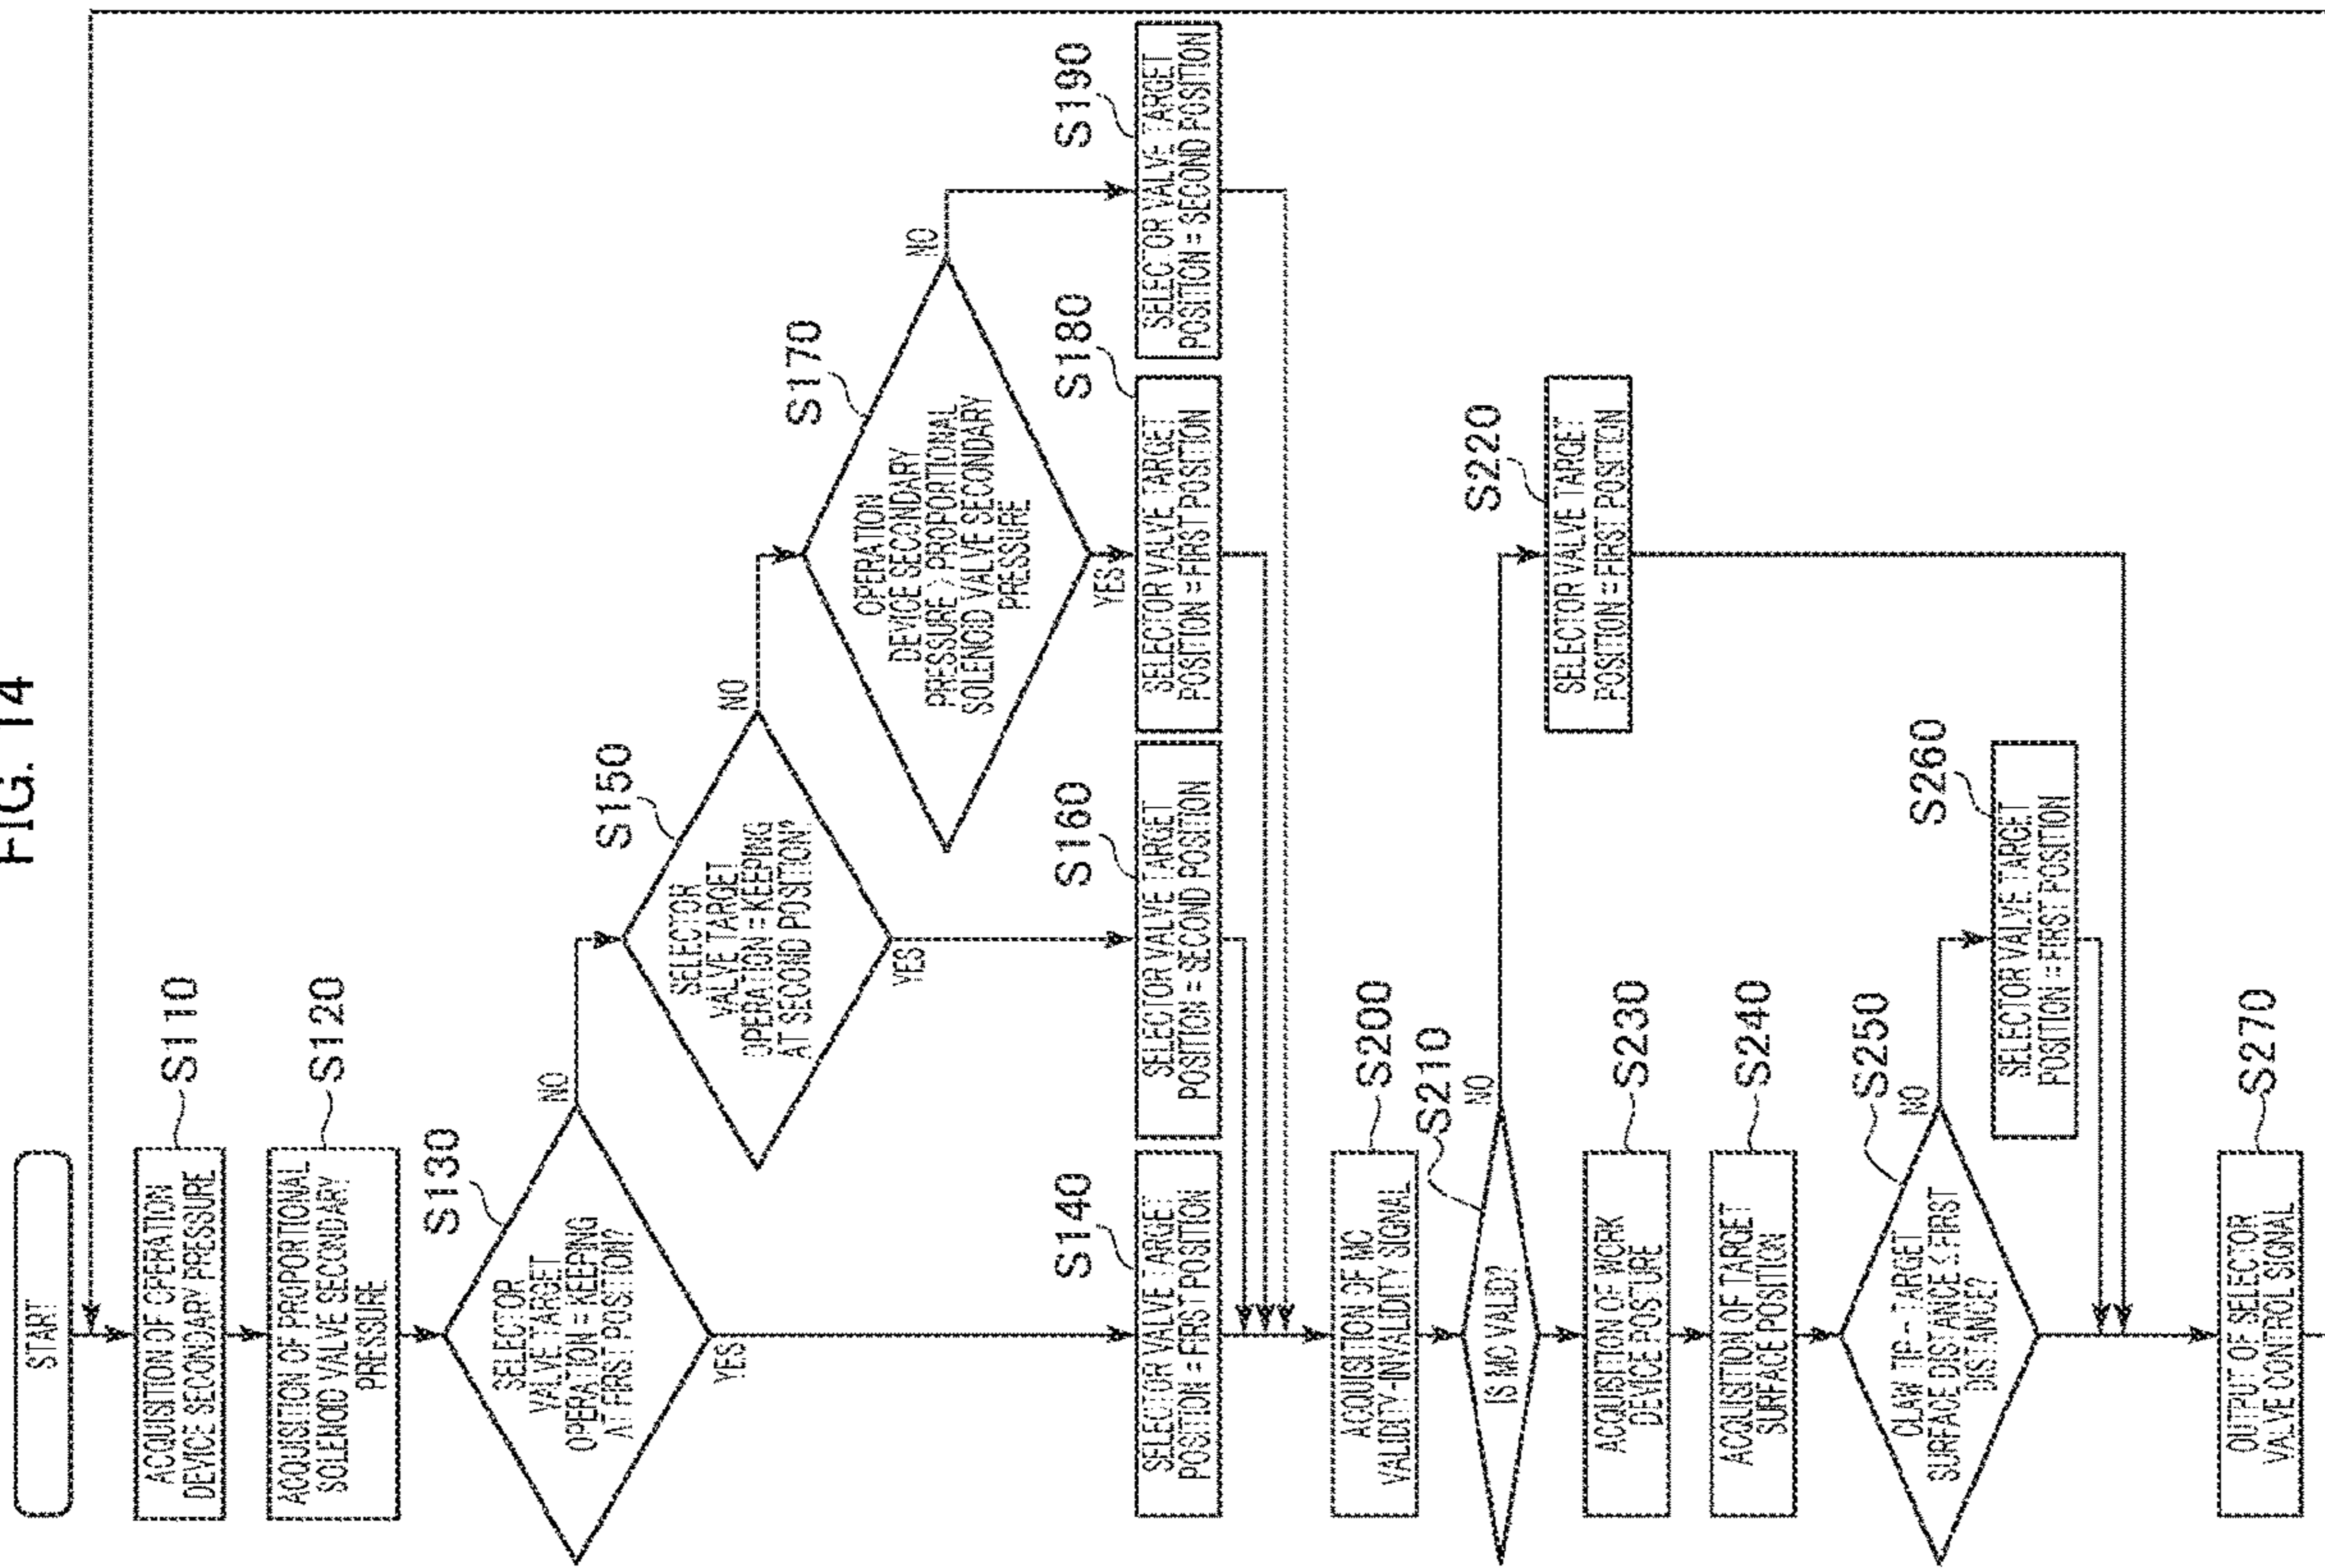 FIG. 14
START
ACQUISITION OF OPERATION
DEVICE SECONDARY PRESSURE
S110
ACQUISITION OF PROPORTIONAL
SOLENOID VALVE SECONDARY
PRESSURE
S120
SELECTOR
VALVE TARGET
OPERATION = KEEPING
AT FIRST POSITION?
S130
NO
YES
SELECTOR
VALVE TARGET
OPERATION = KEEPING
AT SECOND POSITION?
S150
NO
YES
OPERATION
DEVICE SECONDARY
PRESSURE > PROPORTIONAL
SOLENOID VALVE SECONDARY
PRESSURE
S170
NO
YES
SELECTOR VALVE TARGET
POSITION = FIRST POSITION
S140
SELECTOR VALVE TARGET
POSITION = SECOND POSITION
S160
SELECTOR VALVE TARGET
POSITION = FIRST POSITION
S180
SELECTOR VALVE TARGET
POSITION = SECOND POSITION
S190
ACQUISITION OF MC
VALIDITY-INVALIDITY SIGNAL
S200
IS MC VALID?
S210
NO
SELECTOR VALVE TARGET
POSITION = FIRST POSITION
S220
ACQUISITION OF WORK
DEVICE POSTURE
S230
ACQUISITION OF TARGET
SURFACE POSITION
S240
CLAW TIP - TARGET
SURFACE DISTANCE ≤ FIRST
DISTANCE?
S250
NO
SELECTOR VALVE TARGET
POSITION = FIRST POSITION
S260
OUTPUT OF SELECTOR
VALVE CONTROL SIGNAL
S270